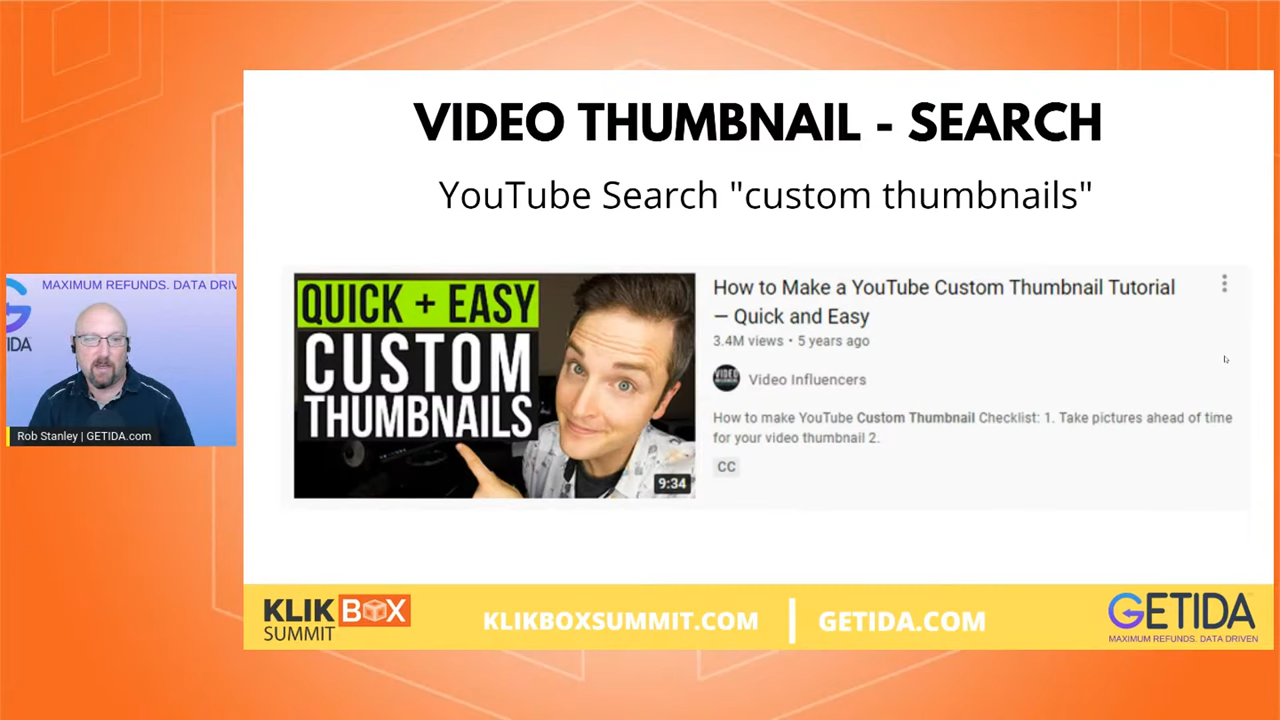 VIDEO THUMBNAIL - SEARCH
YouTube Search "custom thumbnails"
QUICK + EASY
CUSTOM
THUMBNAILS
9:34
How to Make a YouTube Custom Thumbnail Tutorial
— Quick and Easy
3.4M views • 5 years ago
VIDEO
Video Influencers
How to make YouTube Custom Thumbnail Checklist: 1. Take pictures ahead of time
for your video thumbnail 2.
CC
MAXIMUM REFUNDS. DATA DRIV
IDA
Rob Stanley | GETIDA.com
KLIK BOX
SUMMIT
KLIKBOXSUMMIT.COM | GETIDA.COM
GETIDA
MAXIMUM REFUNDS. DATA DRIVEN